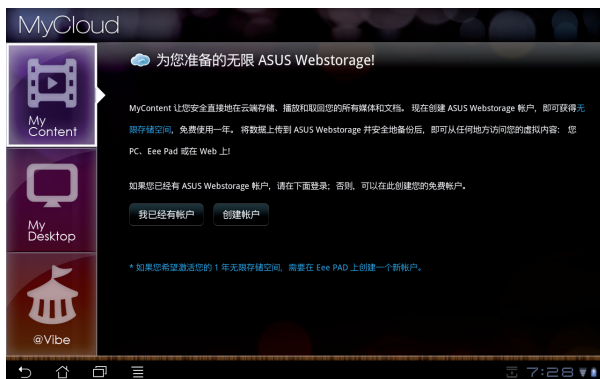 MyCloud
My
Content
My
Desktop
@Vibe
为您准备的无限 ASUS Webstorage!
MyContent 让您安全直接地在云端存储、播放和取回您的所有媒体和文档。 现在创建 ASUS Webstorage 帐户，即可获得无
限存储空间，免费使用一年。 将数据上传到 ASUS Webstorage 并安全地备份后，即可从任何地方访问您的虚拟内容： 您
PC、Eee Pad 或在 Web 上!
如果您已经有 ASUS Webstorage 帐户，请在下面登录；否则，可以在此创建您的免费帐户。
我已经有帐户
创建帐户
* 如果您希望激活您的 1 年无限存储空间，需要在 Eee PAD 上创建一个新帐户。
7:28